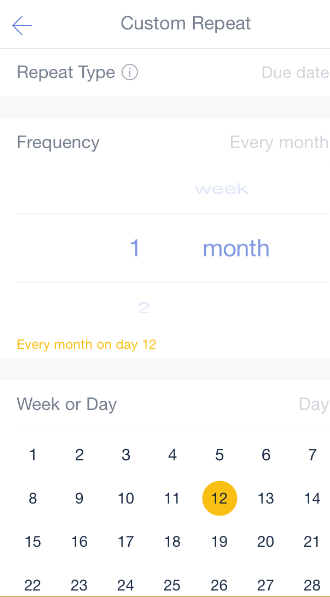 Custom Repeat
Repeat Type Due date
Frequency Every month
week
1 month
2
Every month on day 12
Week or Day Day
1 2 3 4 5 6 7
8 9 10 11 12 13 14
15 16 17 18 19 20 21
22 23 24 25 26 27 28